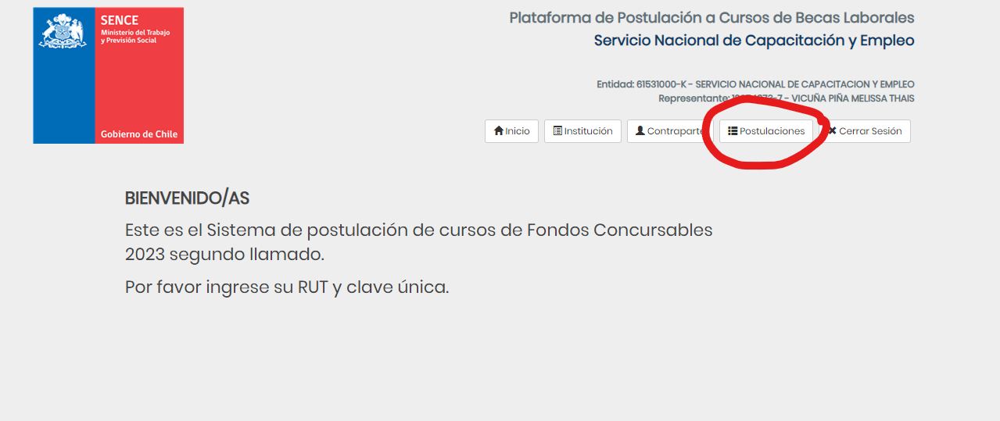 SENCE
Ministerio del Trabajo
y Previsión Social
Gobierno de Chile
Plataforma de Postulación a Cursos de Becas Laborales
Servicio Nacional de Capacitación y Empleo
Entidad: 61531000-K - SERVICIO NACIONAL DE CAPACITACION Y EMPLEO
Representante: - VICUÑA PIÑA MELISSA THAIS
Inicio Institución Contraparte Postulaciones Cerrar Sesión
BIENVENIDO/AS
Este es el Sistema de postulación de cursos de Fondos Concursables
2023 segundo llamado.
Por favor ingrese su RUT y clave única.